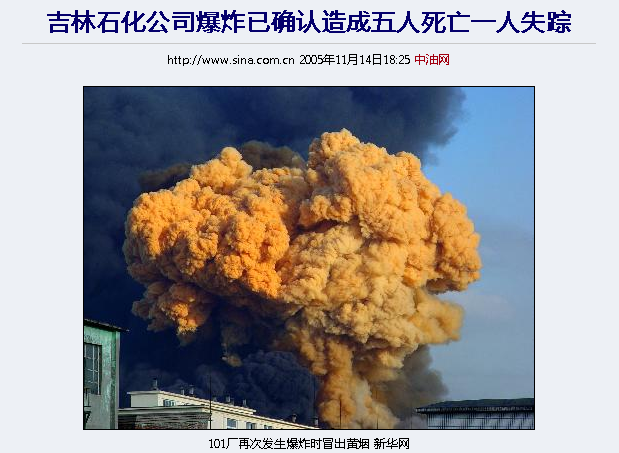 吉林石化公司爆炸已确认造成五人死亡一人失踪
http://www.sina.com.cn 2005年11月14日18:25 中油网
101厂再次发生爆炸时冒出黄烟 新华网